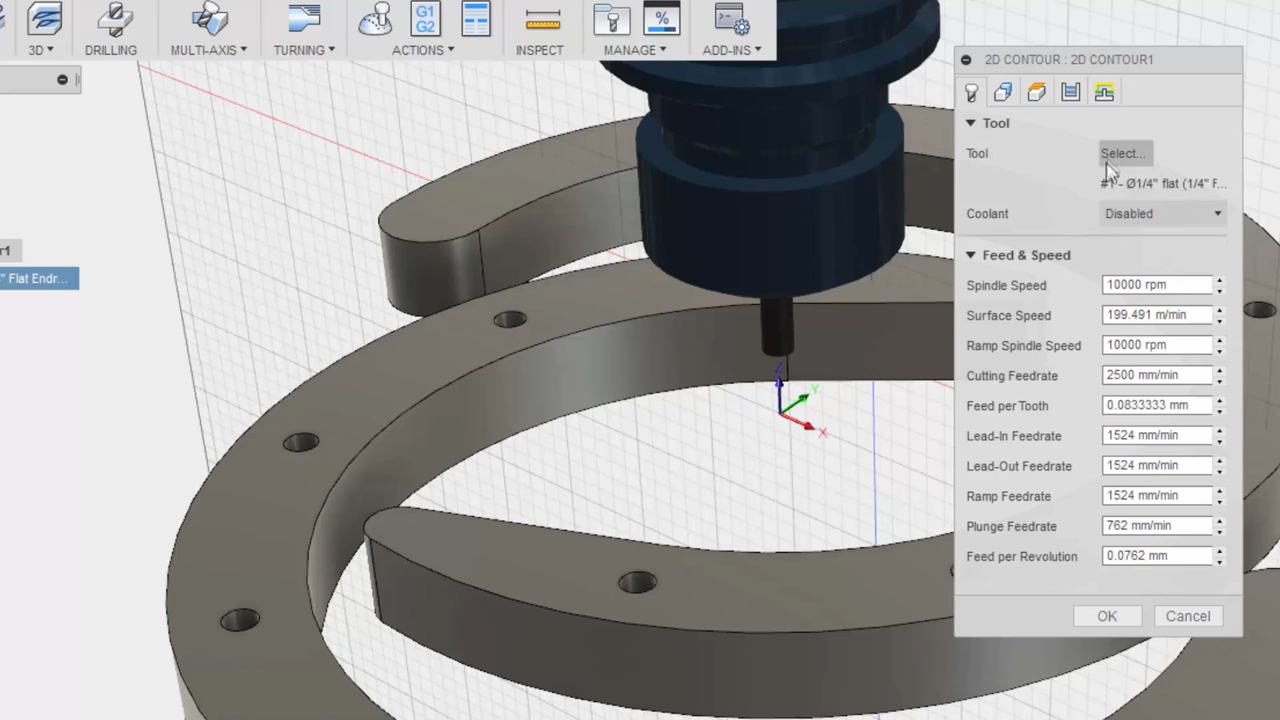 G1
G2
%
3D
DRILLING
MULTI-AXIS
TURNING
ACTIONS
INSPECT
MANAGE
ADD-INS
r1
" Flat Endr...
Z
Y
X
2D CONTOUR : 2D CONTOUR1
Tool
Tool Select...
#1 - Ø1/4" flat (1/4" F...
Coolant Disabled
Feed & Speed
Spindle Speed 10000 rpm
Surface Speed 199.491 m/min
Ramp Spindle Speed 10000 rpm
Cutting Feedrate 2500 mm/min
Feed per Tooth 0.0833333 mm
Lead-In Feedrate 1524 mm/min
Lead-Out Feedrate 1524 mm/min
Ramp Feedrate 1524 mm/min
Plunge Feedrate 762 mm/min
Feed per Revolution 0.0762 mm
OK Cancel